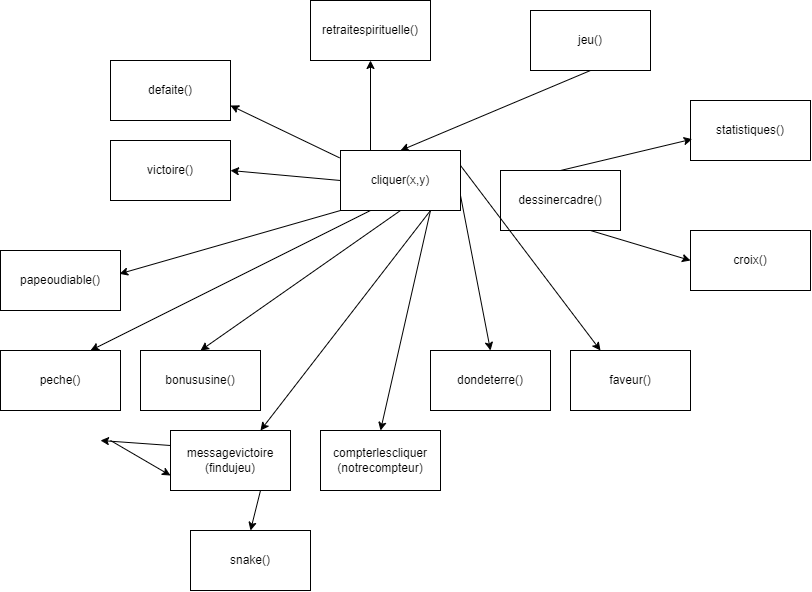 retraitespirituelle()
jeu()
defaite()
statistiques()
victoire()
cliquer(x,y)
dessinercadre()
croix()
papeoudiable()
peche()
bonususine()
dondeterre()
faveur()
messagevictoire
(findujeu)
compterlescliquer
(notrecompteur)
snake()